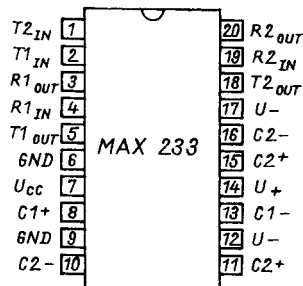 T2IN 1 20 R2OUT
T1IN 2 19 R2IN
R1OUT 3 18 T2OUT
R1IN 4 17 U-
T1OUT 5 16 C2-
GND 6 15 C2+
UCC 7 14 U+
C1+ 8 13 C1-
GND 9 12 U-
C2- 10 11 C2+
MAX 233